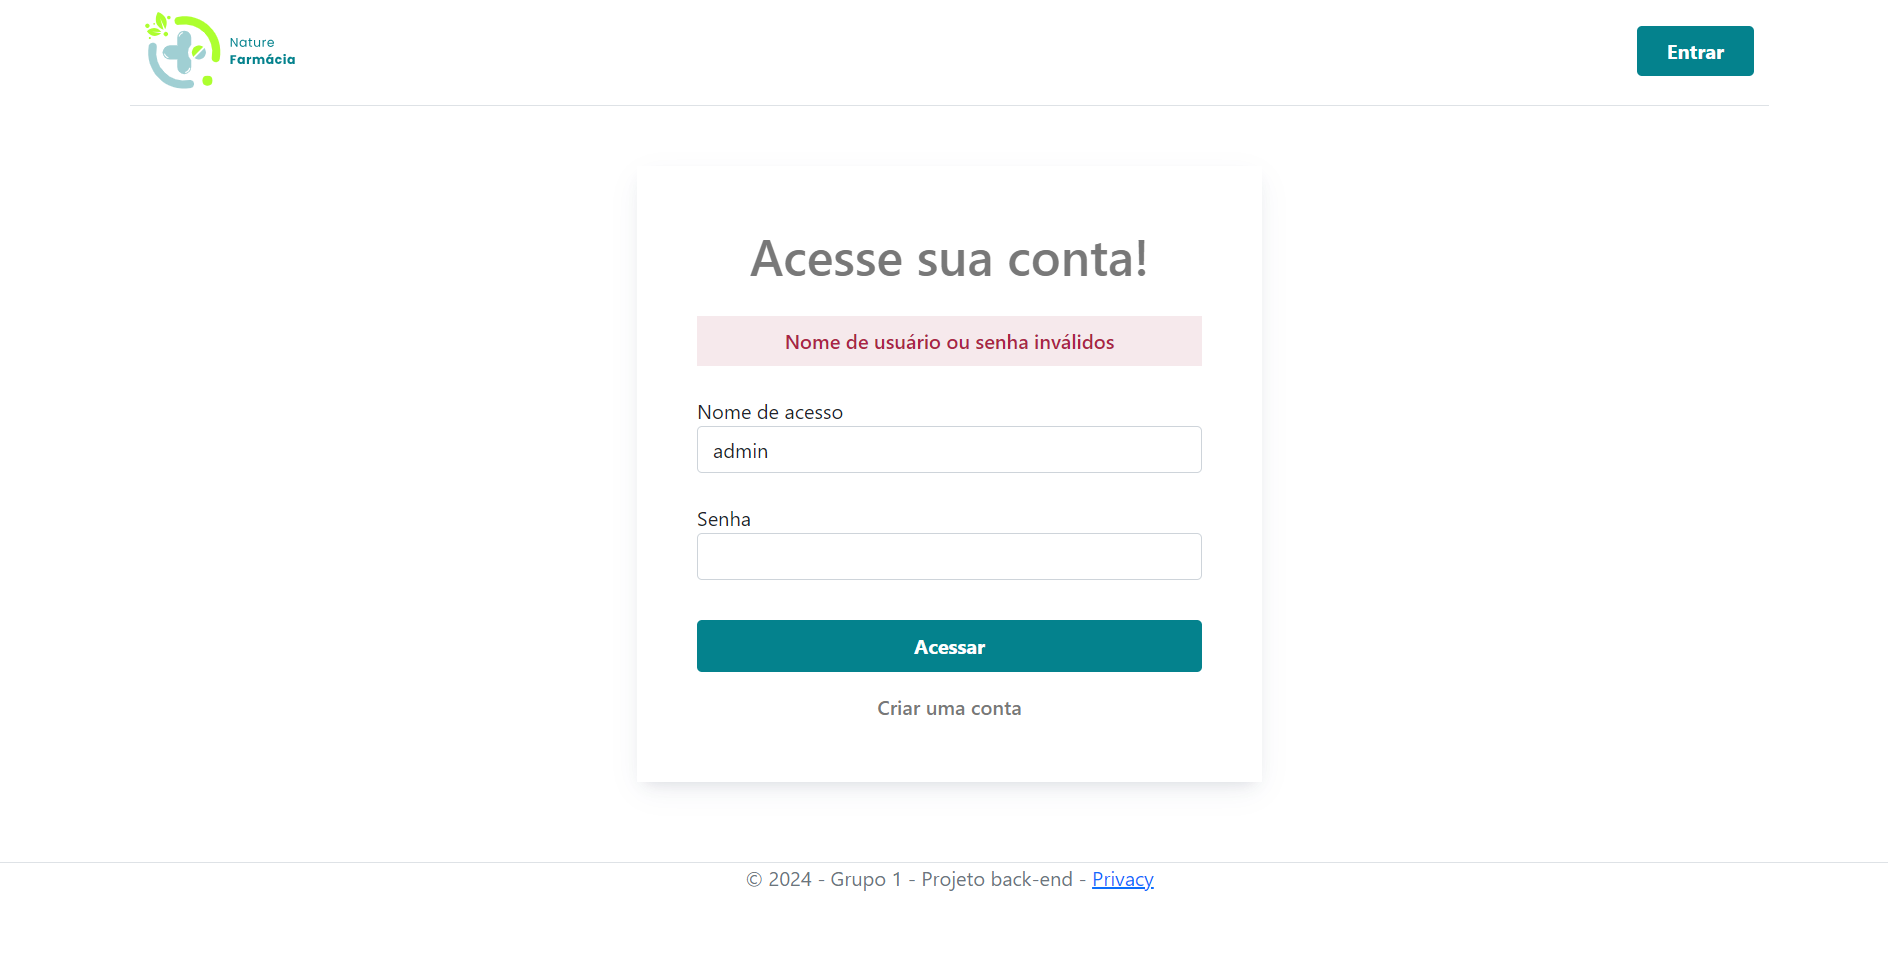 Nature
Farmácia
Entrar
Acesse sua conta!
Nome de usuário ou senha inválidos
Nome de acesso
admin
Senha
Acessar
Criar uma conta
© 2024 - Grupo 1 - Projeto back-end - Privacy